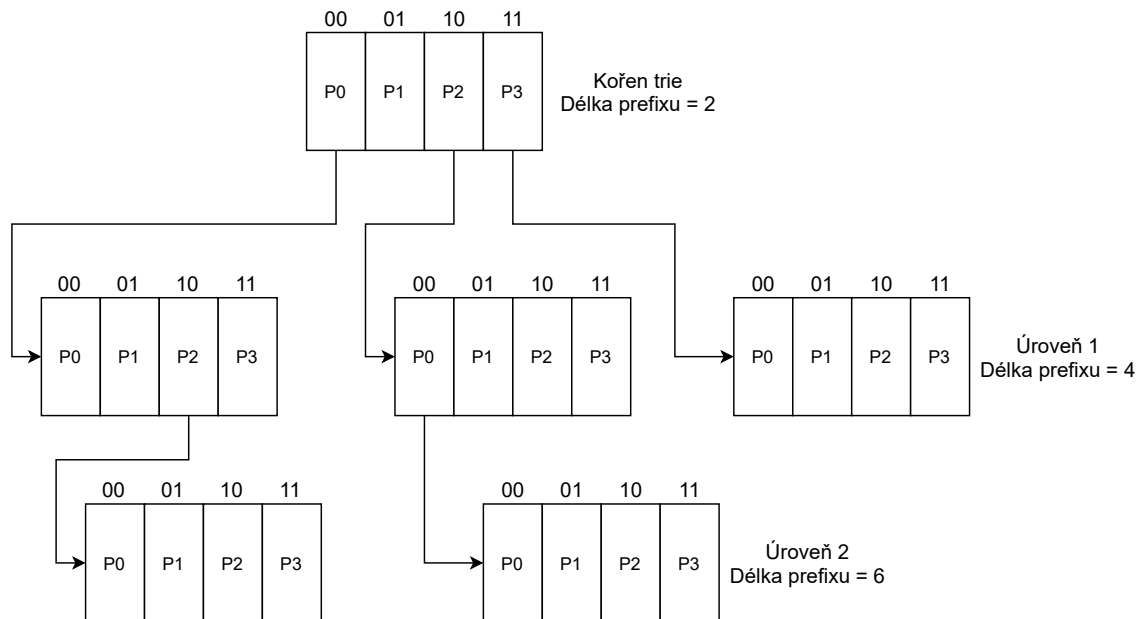 00 01 10 11
P0 P1 P2 P3
Kořen trie
Délka prefixu = 2
00 01 10 11
P0 P1 P2 P3
00 01 10 11
P0 P1 P2 P3
00 01 10 11
P0 P1 P2 P3
Úroveň 1
Délka prefixu = 4
00 01 10 11
P0 P1 P2 P3
00 01 10 11
P0 P1 P2 P3
Úroveň 2
Délka prefixu = 6